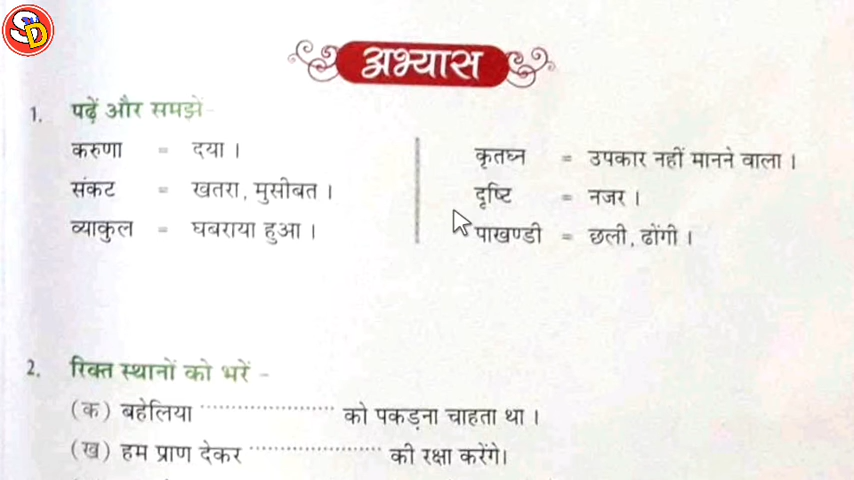 SD
अभ्यास
1. पढ़ें और समझें-
करुणा = दया ।
संकट = खतरा, मुसीबत ।
व्याकुल = घबराया हुआ ।
कृतघ्न = उपकार नहीं मानने वाला ।
दृष्टि = नजर ।
पाखण्डी = छली, ढोंगी ।
2. रिक्त स्थानों को भरें -
(क) बहेलिया .................... को पकड़ना चाहता था ।
(ख) हम प्राण देकर .................... की रक्षा करेंगे।